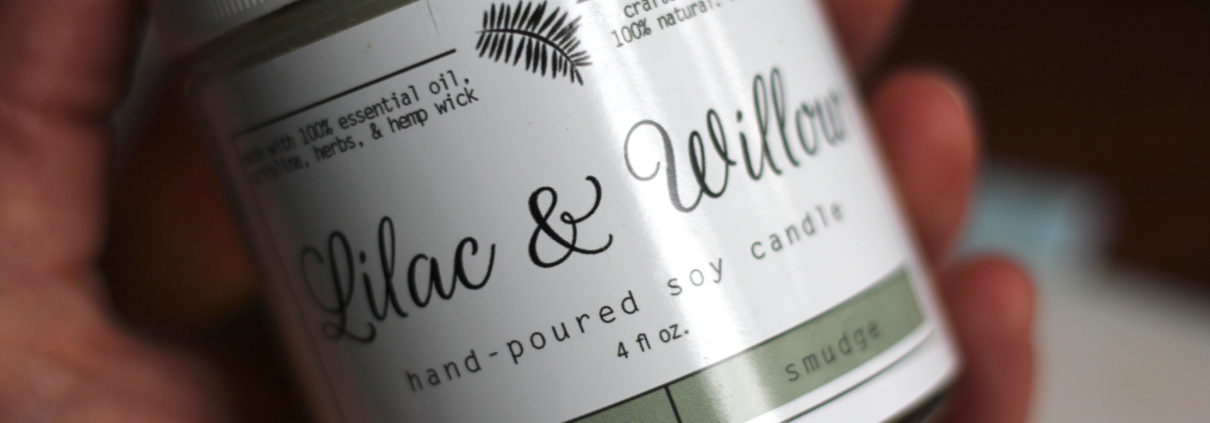 with 100% essential oil,
herbs, & hemp wick
100% natural.
Lilac & Willow
hand-poured soy candle
4 fl oz.
smudge